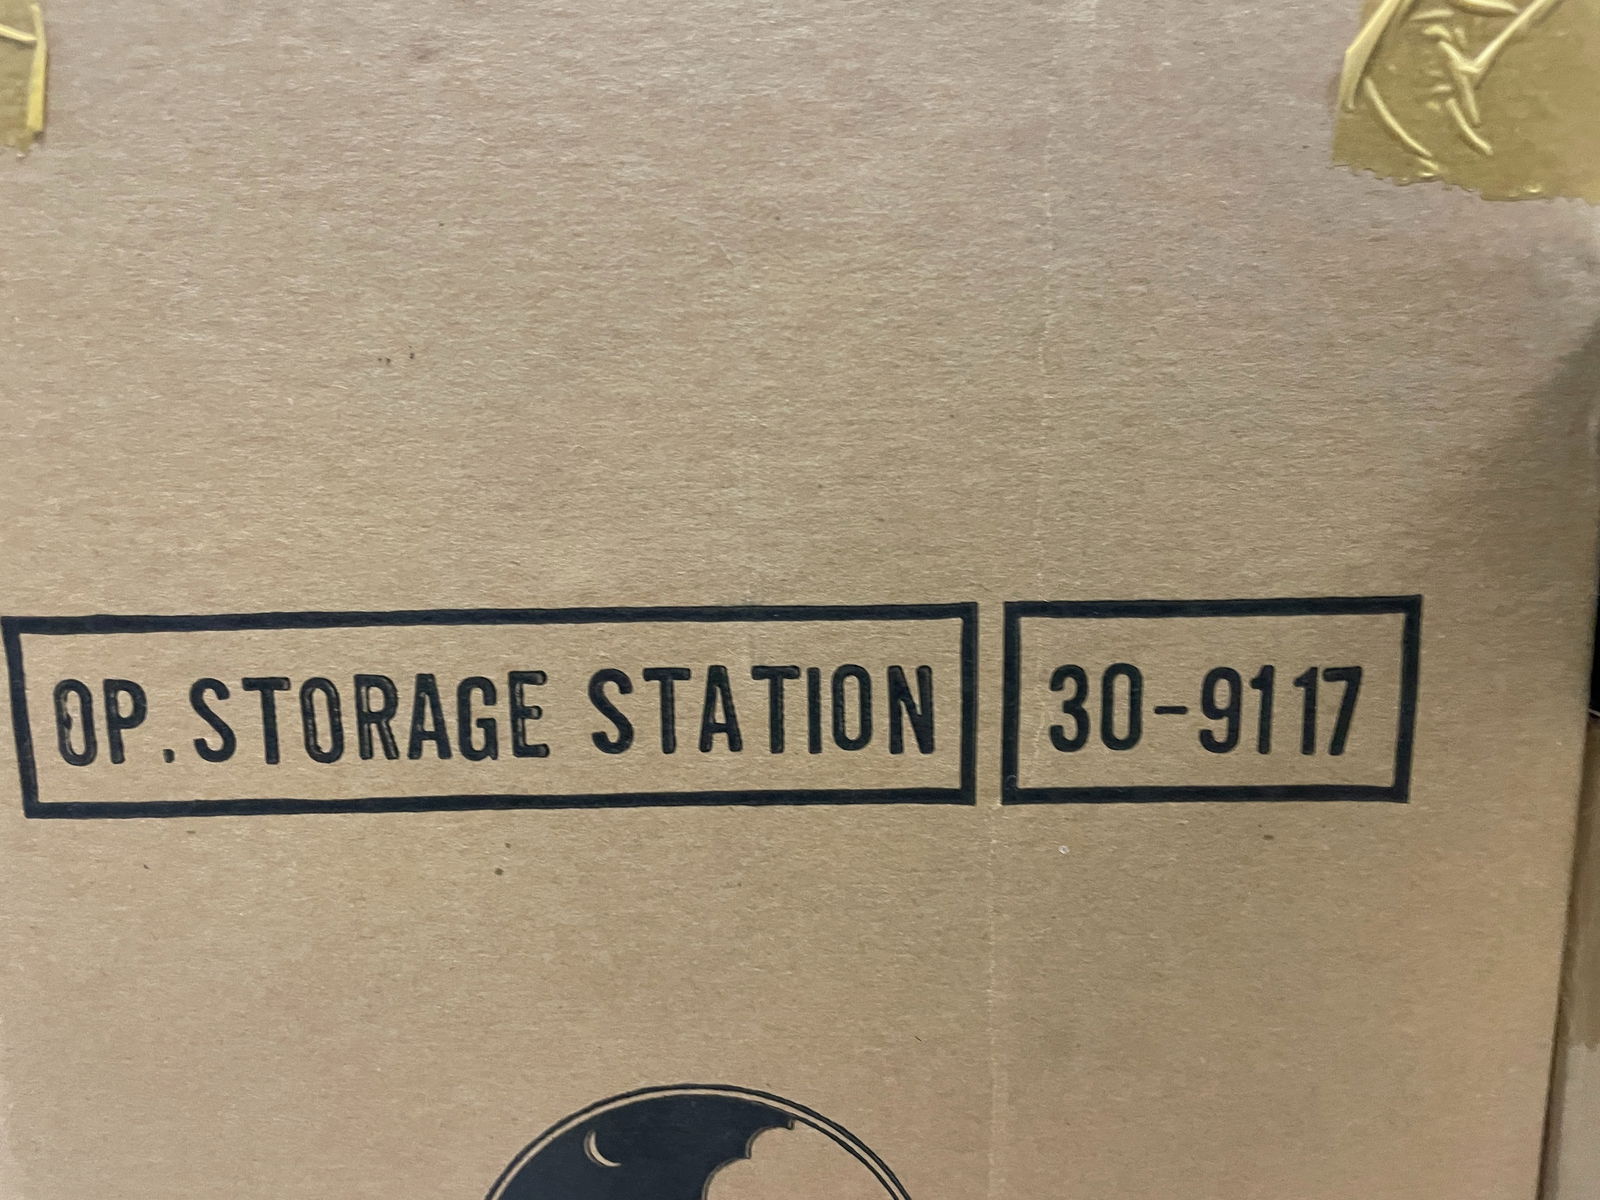 OP. STORAGE STATION 30-9117